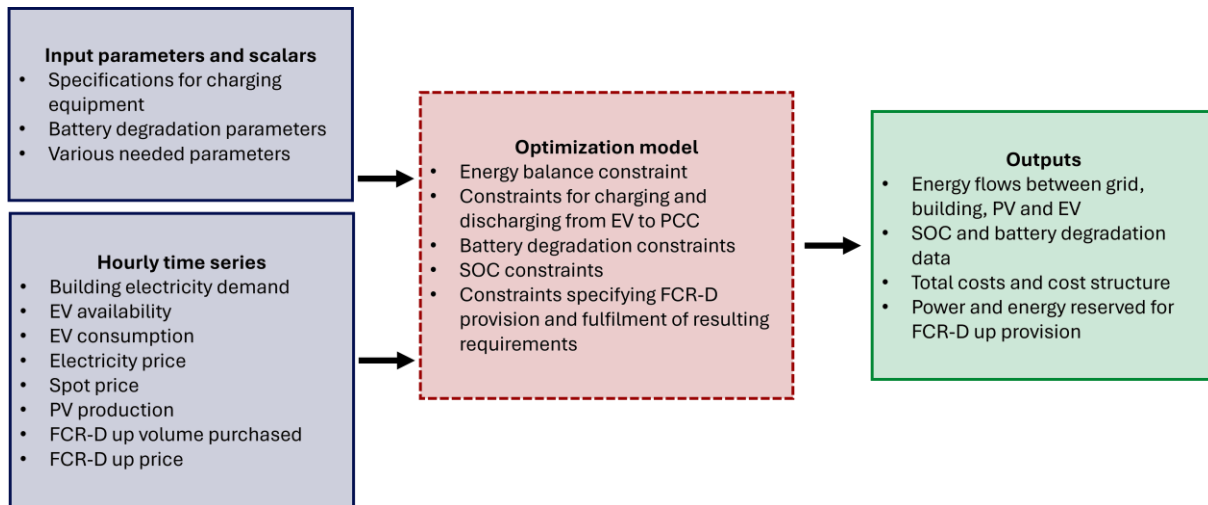 Input parameters and scalars
• Specifications for charging
equipment
• Battery degradation parameters
• Various needed parameters
Hourly time series
• Building electricity demand
• EV availability
• EV consumption
• Electricity price
• Spot price
• PV production
• FCR-D up volume purchased
• FCR-D up price
Optimization model
• Energy balance constraint
• Constraints for charging and
discharging from EV to PCC
• Battery degradation constraints
• SOC constraints
• Constraints specifying FCR-D
provision and fulfilment of resulting
requirements
Outputs
• Energy flows between grid,
building, PV and EV
• SOC and battery degradation
data
• Total costs and cost structure
• Power and energy reserved for
FCR-D up provision